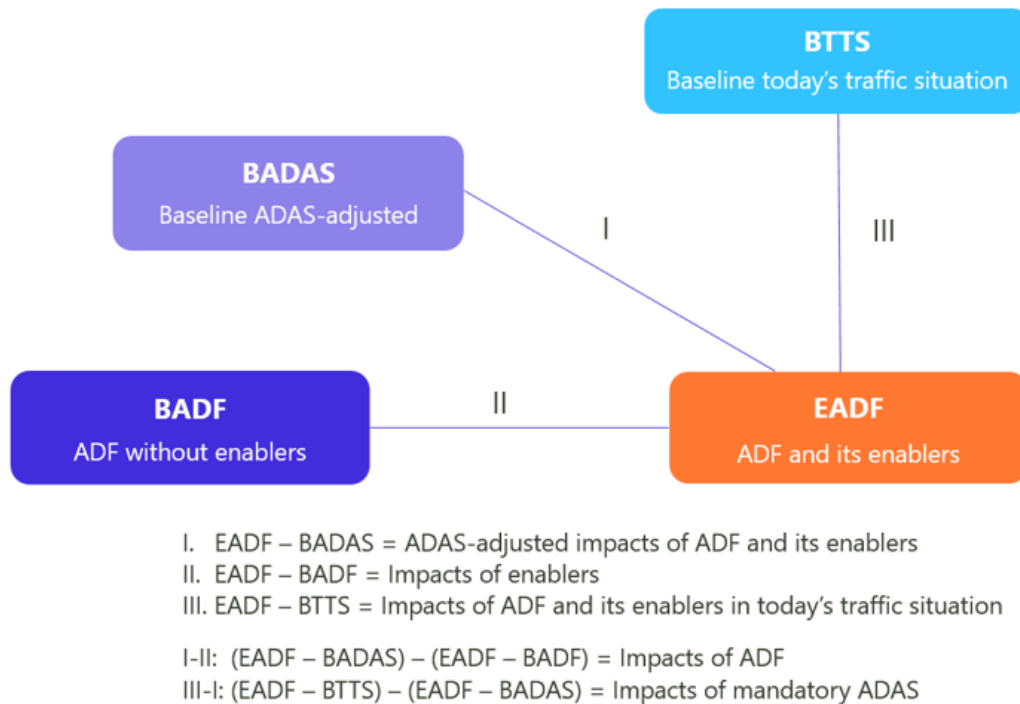 BTTS
Baseline today's traffic situation
BADAS
Baseline ADAS-adjusted
I
III
BADF
ADF without enablers
II
EADF
ADF and its enablers
I. EADF – BADAS = ADAS-adjusted impacts of ADF and its enablers
II. EADF – BADF = Impacts of enablers
III. EADF – BTTS = Impacts of ADF and its enablers in today's traffic situation
I-II: (EADF – BADAS) – (EADF – BADF) = Impacts of ADF
III-I: (EADF – BTTS) – (EADF – BADAS) = Impacts of mandatory ADAS